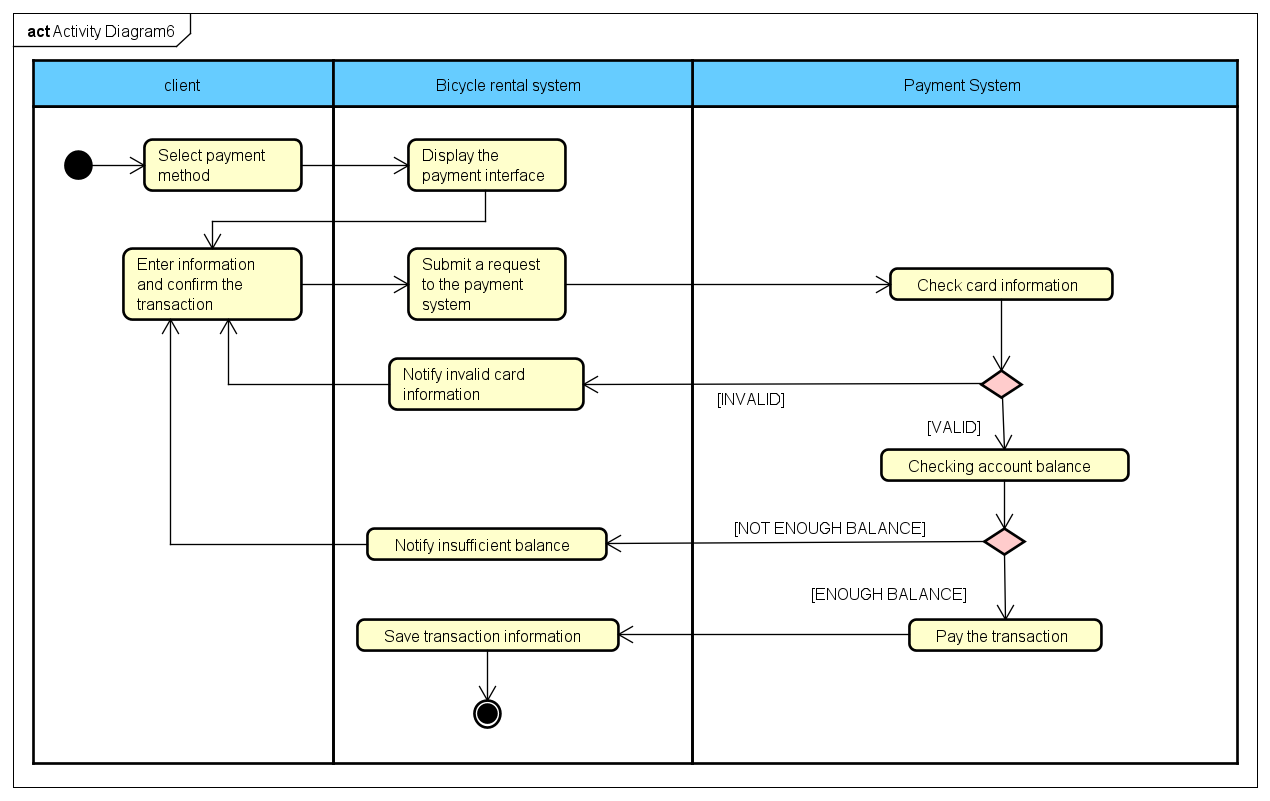 act Activity Diagram6
client
Bicycle rental system
Payment System
Select payment
method
Display the
payment interface
Enter information
and confirm the
transaction
Submit a request
to the payment
system
Check card information
Notify invalid card
information
[INVALID]
[VALID]
Checking account balance
[NOT ENOUGH BALANCE]
Notify insufficient balance
[ENOUGH BALANCE]
Save transaction information
Pay the transaction